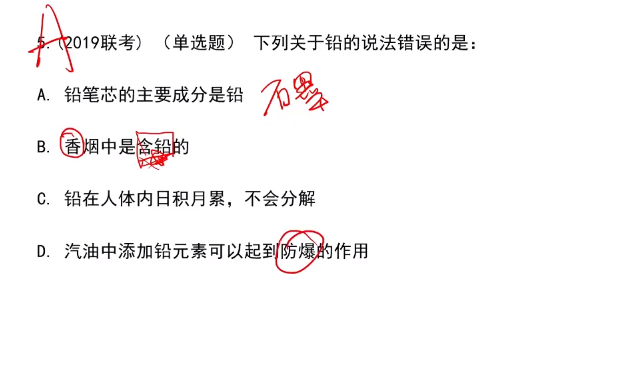 A
5. (2019联考) (单选题) 下列关于铅的说法错误的是：
A. 铅笔芯的主要成分是铅 石墨
B. 香烟中是含铅的
C. 铅在人体内日积月累，不会分解
D. 汽油中添加铅元素可以起到防爆的作用